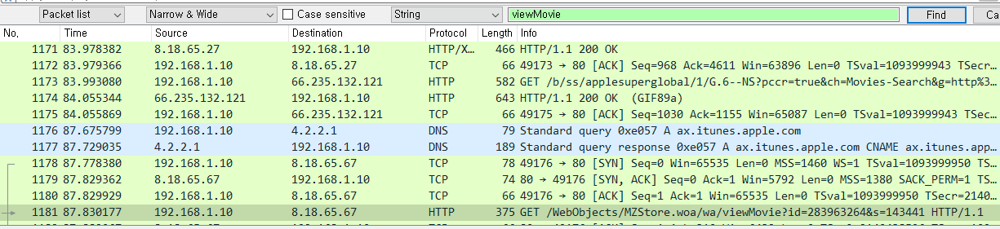 Packet list Narrow & Wide Case sensitive String viewMovie Find Ca
No. Time Source Destination Protocol Length Info
1171 83.978382 8.18.65.27 192.168.1.10 HTTP/X… 466 HTTP/1.1 200 OK
1172 83.979366 192.168.1.10 8.18.65.27 TCP 66 49173 → 80 [ACK] Seq=968 Ack=4611 Win=63896 Len=0 TSval=1093999943 TSecr…
1173 83.993080 192.168.1.10 66.235.132.121 HTTP 582 GET /b/ss/applesuperglobal/1/G.6--NS?pccr=true&ch=Movies-Search&g=http%3…
1174 84.055344 66.235.132.121 192.168.1.10 HTTP 643 HTTP/1.1 200 OK (GIF89a)
1175 84.055869 192.168.1.10 66.235.132.121 TCP 66 49175 → 80 [ACK] Seq=1030 Ack=1155 Win=65087 Len=0 TSval=1093999943 TSec…
1176 87.675799 192.168.1.10 4.2.2.1 DNS 79 Standard query 0xe057 A ax.itunes.apple.com
1177 87.729035 4.2.2.1 192.168.1.10 DNS 189 Standard query response 0xe057 A ax.itunes.apple.com CNAME ax.itunes.app…
1178 87.778380 192.168.1.10 8.18.65.67 TCP 78 49176 → 80 [SYN] Seq=0 Win=65535 Len=0 MSS=1460 WS=1 TSval=1093999950 TS…
1179 87.829362 8.18.65.67 192.168.1.10 TCP 74 80 → 49176 [SYN, ACK] Seq=0 Ack=1 Win=5792 Len=0 MSS=1380 SACK_PERM=1 TS…
1180 87.829929 192.168.1.10 8.18.65.67 TCP 66 49176 → 80 [ACK] Seq=1 Ack=1 Win=65535 Len=0 TSval=1093999950 TSecr=2140…
1181 87.830177 192.168.1.10 8.18.65.67 HTTP 375 GET /WebObjects/MZStore.woa/wa/viewMovie?id=283963264&s=143441 HTTP/1.1